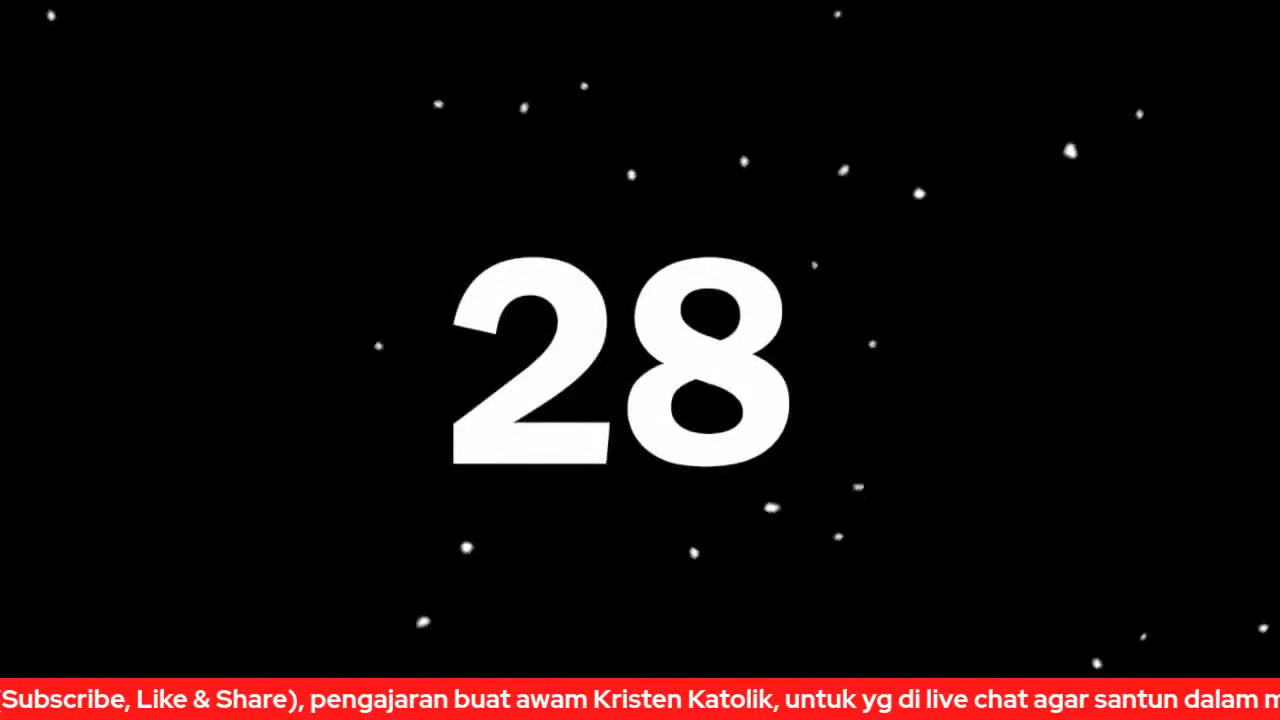 28
(Subscribe, Like & Share), pengajaran buat awam Kristen Katolik, untuk yg di live chat agar santun dalam